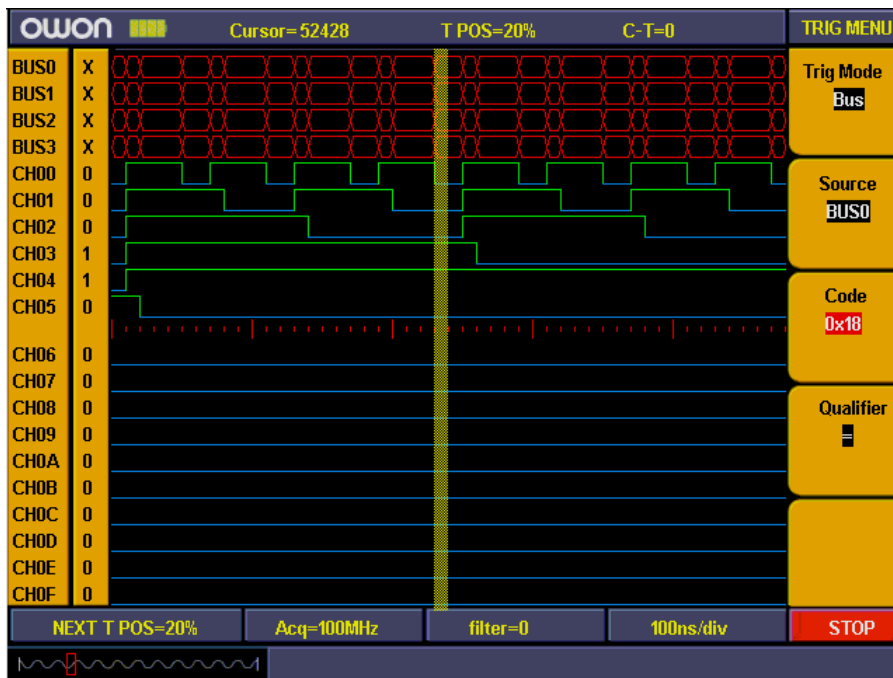 owon Cursor=52428 T POS=20% C-T=0 TRIG MENU
BUS0 X
BUS1 X
BUS2 X
BUS3 X
CH00 0
CH01 0
CH02 0
CH03 1
CH04 1
CH05 0
CH06 0
CH07 0
CH08 0
CH09 0
CH0A 0
CH0B 0
CH0C 0
CH0D 0
CH0E 0
CH0F 0
Trig Mode
Bus
Source
BUS0
Code
0x18
Qualifier
=
NEXT T POS=20% Acq=100MHz filter=0 100ns/div STOP